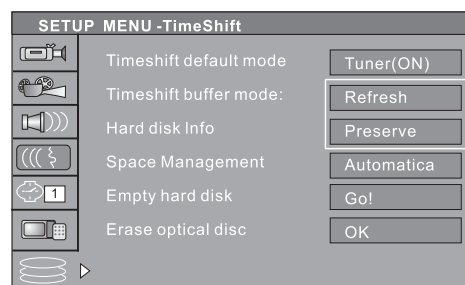 SETUP MENU -TimeShift
Timeshift default mode Tuner(ON)
Timeshift buffer mode: Refresh
Hard disk Info Preserve
Space Management Automatica
1 Empty hard disk Go!
Erase optical disc OK